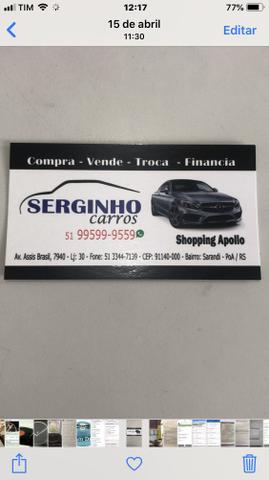 TIM 12:17 77%
15 de abril
11:30
Editar
Compra - Vende - Troca - Financia
SERGINHO
carros
51 99599-9559
Shopping Apollo
Av. Assis Brasil, 7940 - Lj: 30 - Fone: 51 3344-7139 - CEP: 91140-000 - Bairro: Sarandi - PoA / RS